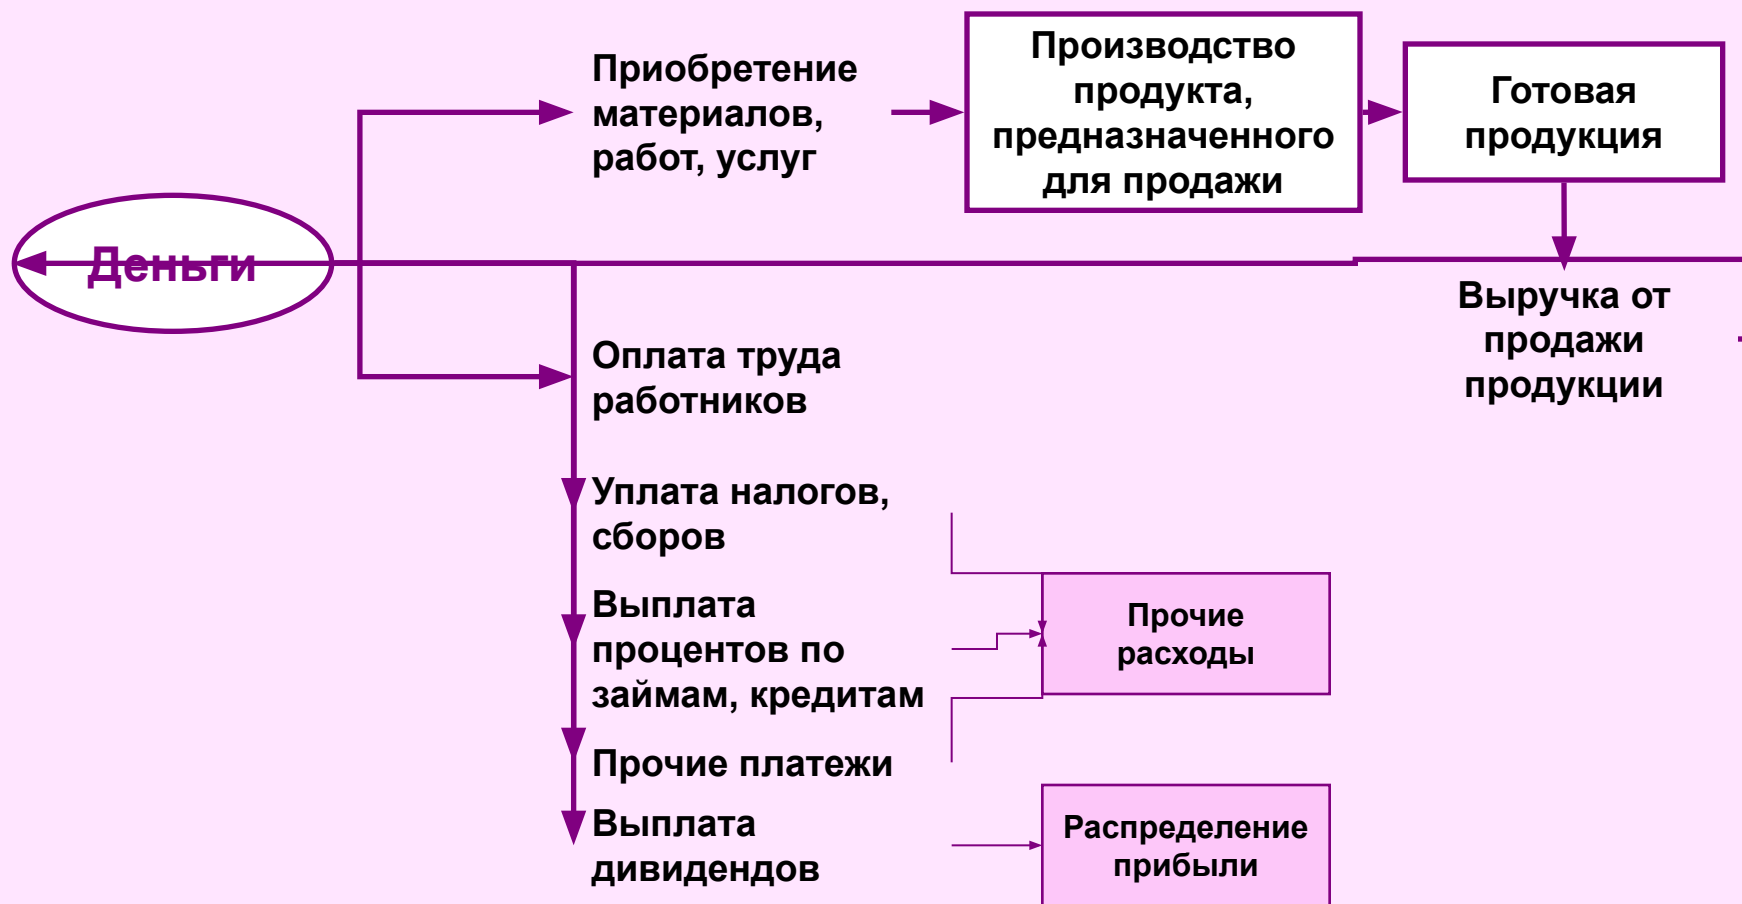 Приобретение
материалов,
работ, услуг
Производство
продукта,
предназначенного
для продажи
Готовая
продукция
Деньги
Выручка от
продажи
продукции
Оплата труда
работников
Уплата налогов,
сборов
Выплата
процентов по
займам, кредитам
Прочие
расходы
Прочие платежи
Выплата
дивидендов
Распределение
прибыли